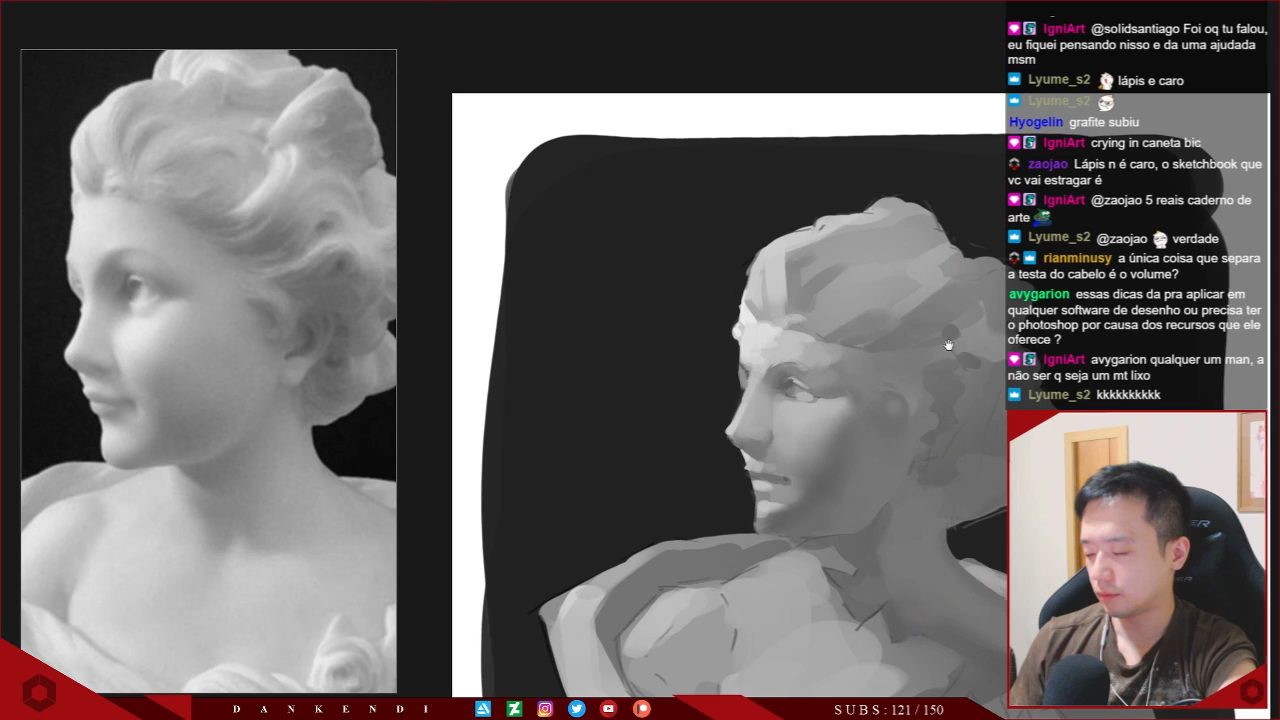 IgniArt @solidsantiago Foi oq tu falou,
eu fiquei pensando nisso e da uma ajudada
msm
Lyume_s2 lápis e caro
Lyume_s2
Hyogelin grafite subiu
IgniArt crying in caneta bic
zaojao Lápis n é caro, o sketchbook que
vc vai estragar é
IgniArt @zaojao 5 reais caderno de
arte
Lyume_s2 @zaojao verdade
rianminusy a única coisa que separa
a testa do cabelo é o volume?
avygarion essas dicas da pra aplicar em
qualquer software de desenho ou precisa ter
o photoshop por causa dos recursos que ele
oferece ?
IgniArt avygarion qualquer um man, a
não ser q seja um mt lixo
Lyume_s2 kkkkkkkkkk
DANKENDI
SUBS: 121 / 150